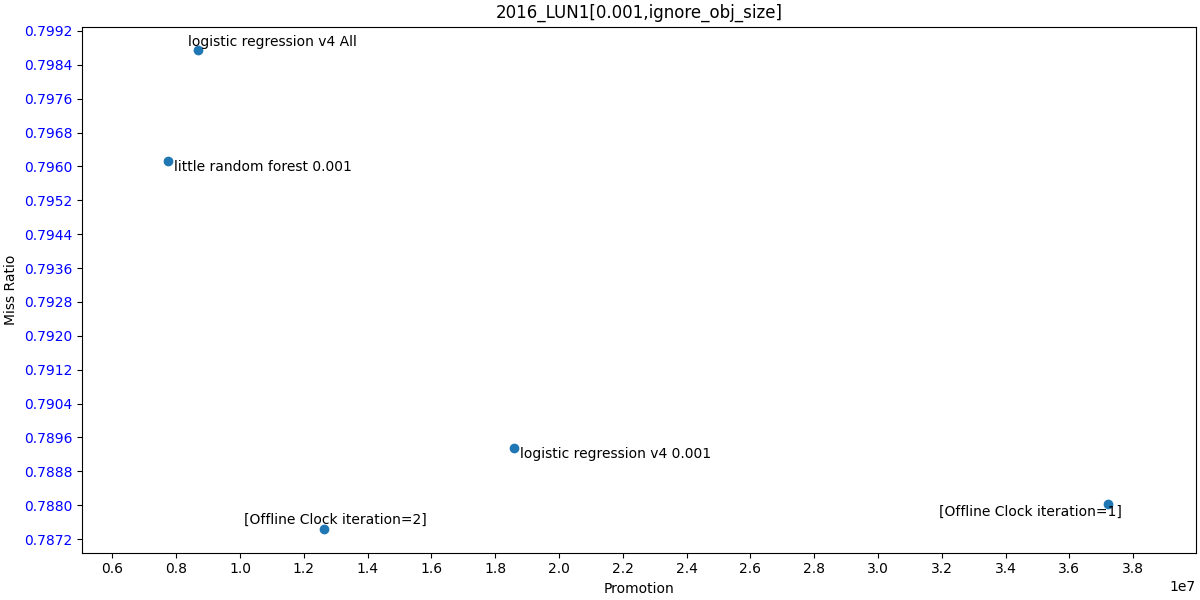 2016_LUN1[0.001,ignore_obj_size]
0.7992
0.7984
0.7976
0.7968
0.7960
0.7952
0.7944
0.7936
0.7928
0.7920
0.7912
0.7904
0.7896
0.7888
0.7880
0.7872
Miss Ratio
logistic regression v4 All
little random forest 0.001
logistic regression v4 0.001
[Offline Clock iteration=1]
[Offline Clock iteration=2]
0.6 0.8 1.0 1.2 1.4 1.6 1.8 2.0 2.2 2.4 2.6 2.8 3.0 3.2 3.4 3.6 3.8
1e7
Promotion